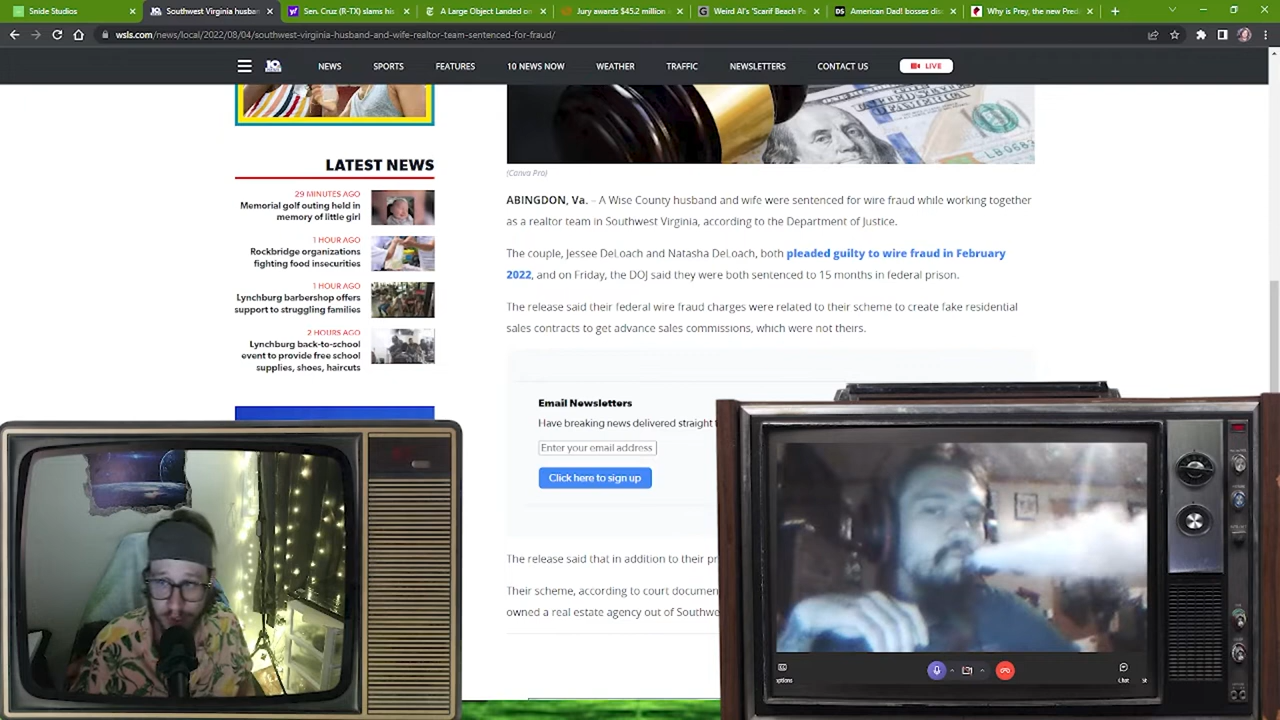 Snide Studios
Southwest Virginia husban
Sen. Cruz (R-TX) slams his
A Large Object Landed on
Jury awards $45.2 million
Weird Al's 'Scarif Beach Pa
American Dad! bosses dis
Why is Prey, the new Pred
wsls.com/news/local/2022/08/04/southwest-virginia-husband-and-wife-realtor-team-sentenced-for-fraud/
10 NEWS SPORTS FEATURES 10 NEWS NOW WEATHER TRAFFIC NEWSLETTERS CONTACT US LIVE
LATEST NEWS
29 MINUTES AGO
Memorial golf outing held in
memory of little girl
1 HOUR AGO
Rockbridge organizations
fighting food insecurities
1 HOUR AGO
Lynchburg barbershop offers
support to struggling families
2 HOURS AGO
Lynchburg back-to-school
event to provide free school
supplies, shoes, haircuts
(Canva Pro)
ABINGDON, Va. – A Wise County husband and wife were sentenced for wire fraud while working together
as a realtor team in Southwest Virginia, according to the Department of Justice.
The couple, Jessee DeLoach and Natasha DeLoach, both pleaded guilty to wire fraud in February
2022, and on Friday, the DOJ said they were both sentenced to 15 months in federal prison.
The release said their federal wire fraud charges were related to their scheme to create fake residential
sales contracts to get advance sales commissions, which were not theirs.
Email Newsletters
Have breaking news delivered straight t
Enter your email address
Click here to sign up
The release said that in addition to their pr
Their scheme, according to court documen
owned a real estate agency out of Southwe
ptions
Chat